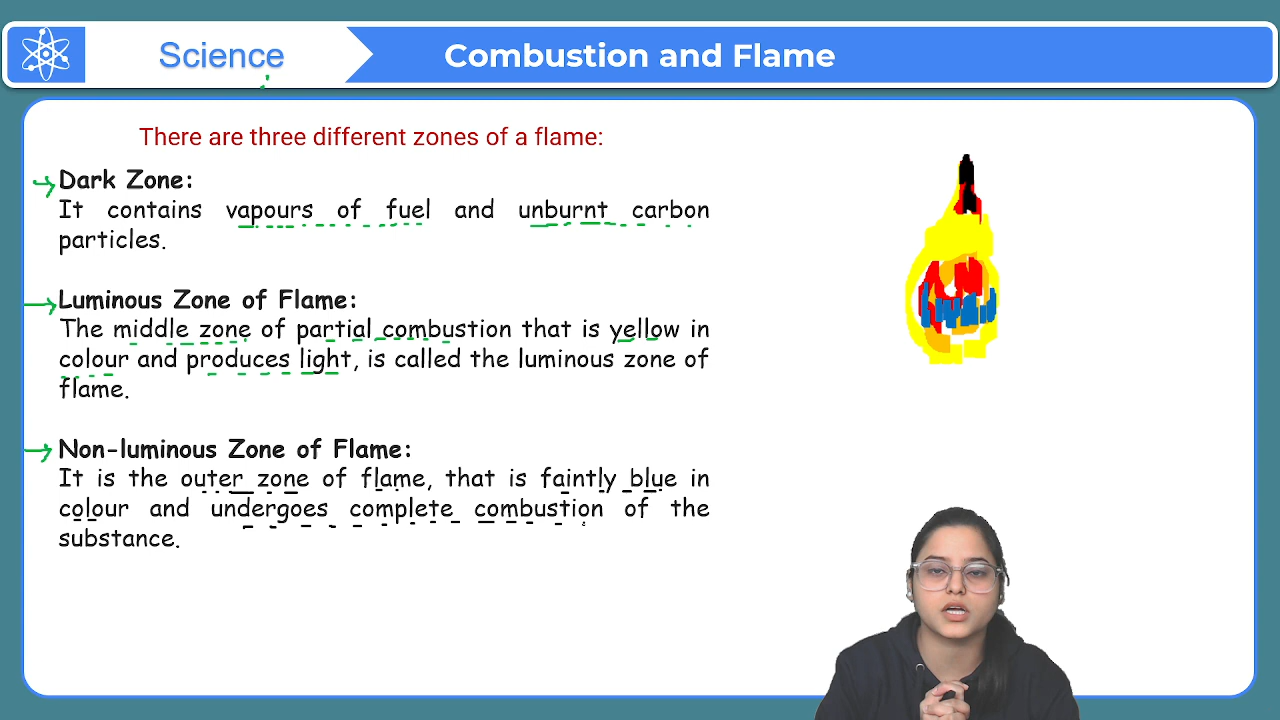 Science
Combustion and Flame
There are three different zones of a flame:
Dark Zone:
It contains vapours of fuel and unburnt carbon
particles.
Luminous Zone of Flame:
The middle zone of partial combustion that is yellow in
colour and produces light, is called the luminous zone of
flame.
Non-luminous Zone of Flame:
It is the outer zone of flame, that is faintly blue in
colour and undergoes complete combustion of the
substance.